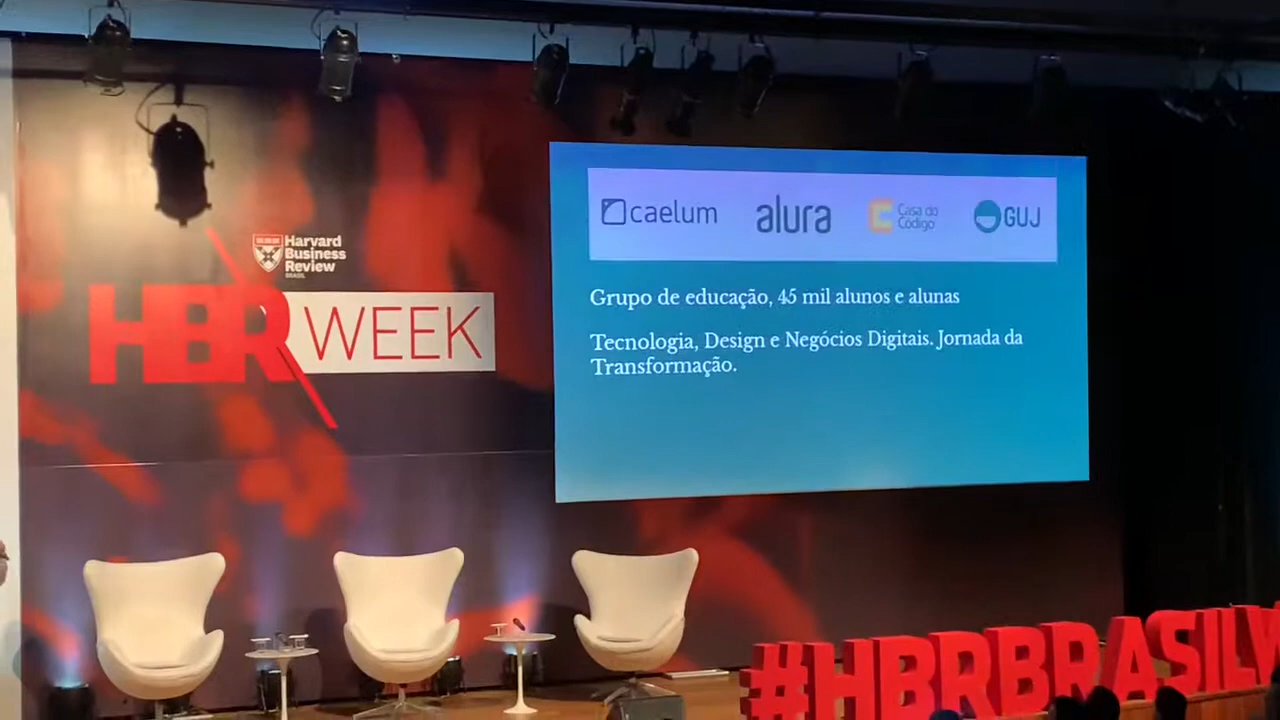 Harvard
Business
Review
BRASIL
HBR WEEK
caelum
alura
Casa do
Código
GUJ
Grupo de educação, 45 mil alunos e alunas
Tecnologia, Design e Negócios Digitais. Jornada da
Transformação.
#HBRBRASILW